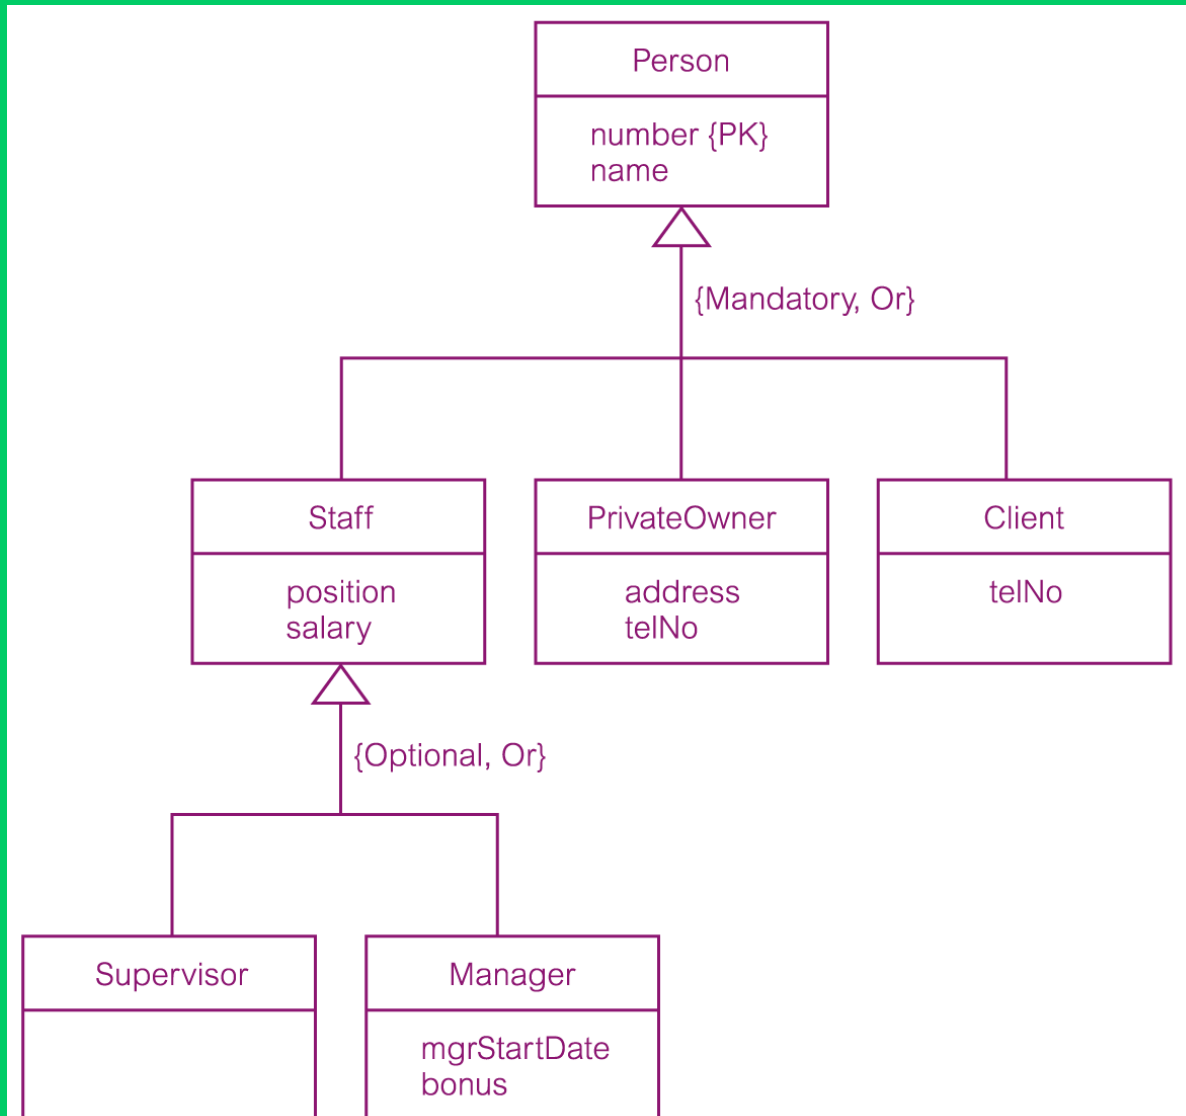 Person
number {PK}
name
{Mandatory, Or}
Staff
position
salary
PrivateOwner
address
telNo
Client
telNo
{Optional, Or}
Supervisor
Manager
mgrStartDate
bonus